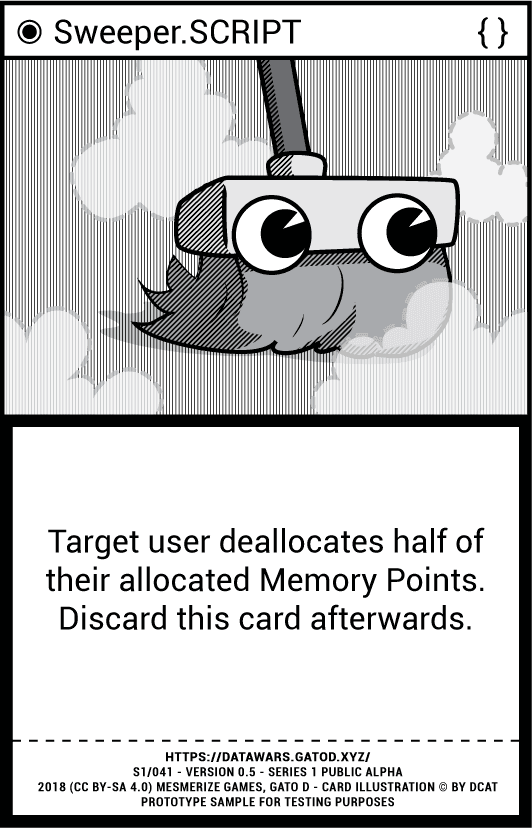 Sweeper.SCRIPT { }
Target user deallocates half of
their allocated Memory Points.
Discard this card afterwards.
HTTPS://DATAWARS.GATOD.XYZ/
S1/041 - VERSION 0.5 - SERIES 1 PUBLIC ALPHA
2018 (CC BY-SA 4.0) MESMERIZE GAMES, GATO D - CARD ILLUSTRATION © BY DCAT
PROTOTYPE SAMPLE FOR TESTING PURPOSES